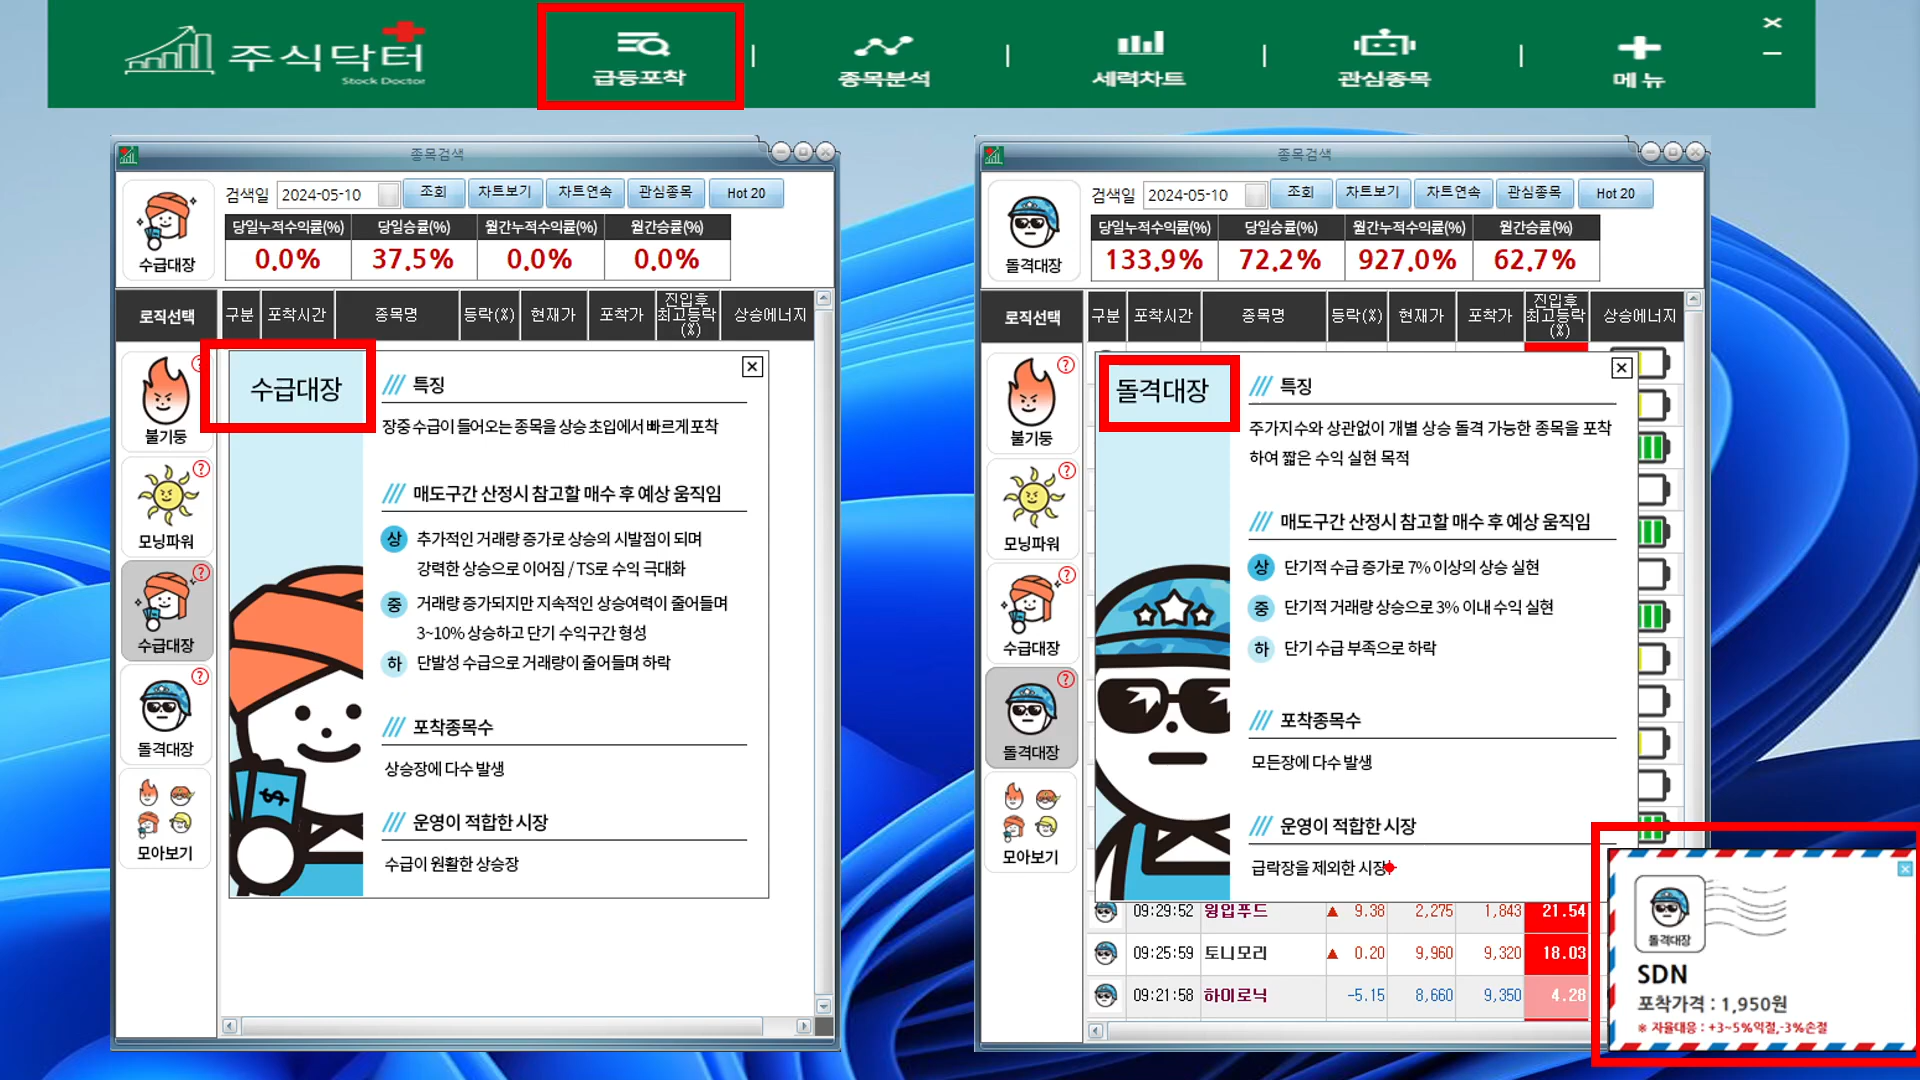 주식닥터
Stock Doctor
급등포착
종목분석
세력차트
관심종목
메뉴
종목검색
수급대장
검색일 2024-05-10 조회 차트보기 차트연속 관심종목 Hot 20
당일누적수익률(%) 당일승률(%) 월간누적수익률(%) 월간승률(%)
0.0% 37.5% 0.0% 0.0%
로직선택 구분 포착시간 종목명 등락(%) 현재가 포착가 진입후 최고등락 (%) 상승에너지
불기둥
?
모닝파워
?
수급대장
?
돌격대장
모아보기
수급대장
특징
장중 수급이 들어오는 종목을 상승 초입에서 빠르게 포착
매도구간 산정시 참고할 매수 후 예상 움직임
상 추가적인 거래량 증가로 상승의 시발점이 되며
강력한 상승으로 이어짐 / TS로 수익 극대화
중 거래량 증가되지만 지속적인 상승여력이 줄어들며
3~10% 상승하고 단기 수익구간 형성
하 단발성 수급으로 거래량이 줄어들며 하락
포착종목수
상승장에 다수 발생
운영이 적합한 시장
수급이 원활한 상승장
$
종목검색
돌격대장
검색일 2024-05-10 조회 차트보기 차트연속 관심종목 Hot 20
당일누적수익률(%) 당일승률(%) 월간누적수익률(%) 월간승률(%)
133.9% 72.2% 927.0% 62.7%
로직선택 구분 포착시간 종목명 등락(%) 현재가 포착가 진입후 최고등락 (%) 상승에너지
?
불기둥
?
모닝파워
?
수급대장
?
돌격대장
모아보기
돌격대장
특징
주가지수와 상관없이 개별 상승 돌격 가능한 종목을 포착
하여 짧은 수익 실현 목적
매도구간 산정시 참고할 매수 후 예상 움직임
상 단기적 수급 증가로 7% 이상의 상승 실현
중 단기적 거래량 상승으로 3% 이내 수익 실현
하 단기 수급 부족으로 하락
포착종목수
모든장에 다수 발생
운영이 적합한 시장
급락장을 제외한 시장
09:29:52 윙입푸드 ▲ 9.38 2,275 1,843 21.54
09:25:59 토니모리 ▲ 0.20 9,960 9,320 18.03
09:21:58 하이로닉 -5.15 8,660 9,350 4.28
돌격대장
SDN
포착가격 : 1,950원
※ 자율대응 : +3~5%익절,-3%손절